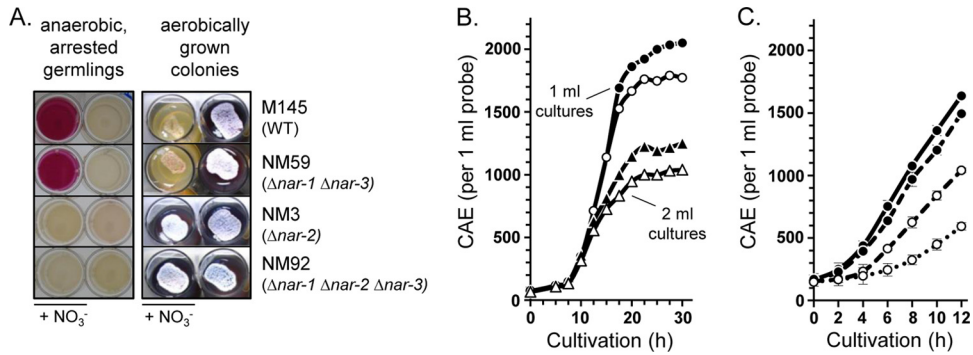 A.
anaerobic,
arrested
germlings
aerobically
grown
colonies
M145
(WT)
NM59
(Δnar-1 Δnar-3)
NM3
(Δnar-2)
NM92
(Δnar-1 Δnar-2 Δnar-3)
+ NO₃⁻
+ NO₃⁻
B.
CAE (per 1 ml probe)
2000
1500
1000
500
0
1 ml
cultures
2 ml
cultures
0 10 20 30
Cultivation (h)
C.
CAE (per 1. ml probe)
2000
1500
1000
500
0
0 2 4 6 8 10 12
Cultivation (h)